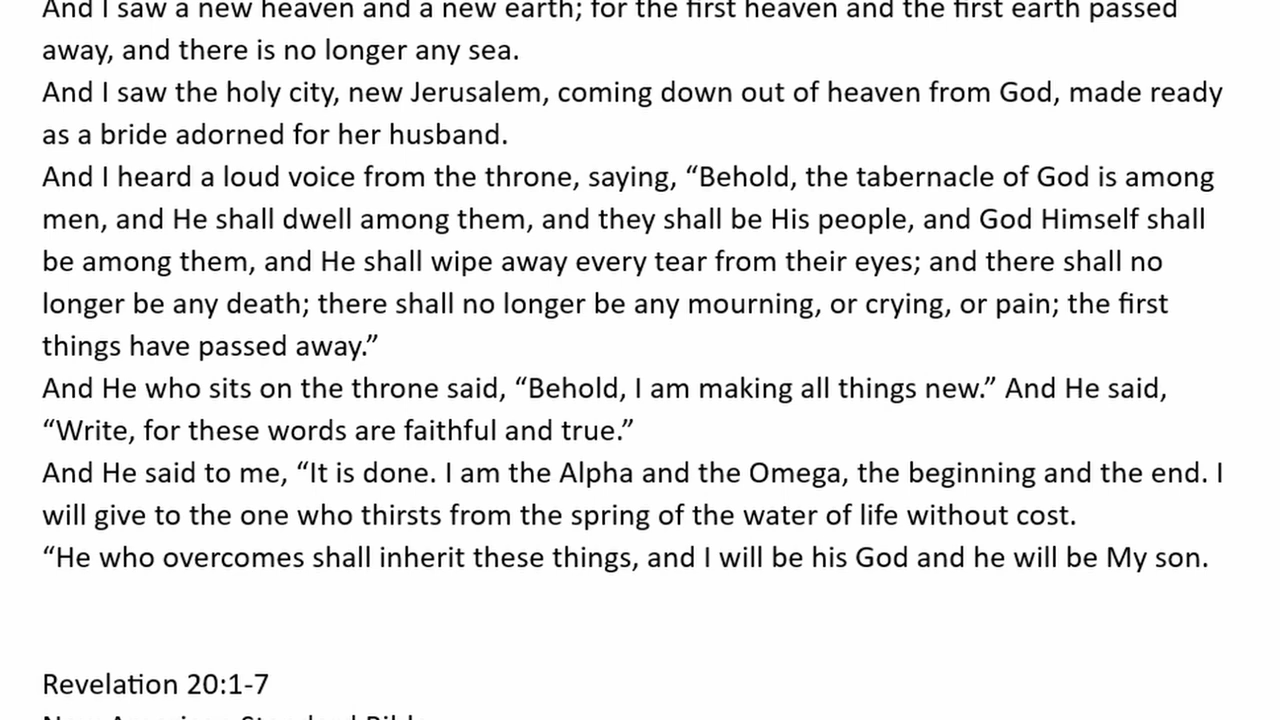 And I saw a new heaven and a new earth; for the first heaven and the first earth passed
away, and there is no longer any sea.
And I saw the holy city, new Jerusalem, coming down out of heaven from God, made ready
as a bride adorned for her husband.
And I heard a loud voice from the throne, saying, “Behold, the tabernacle of God is among
men, and He shall dwell among them, and they shall be His people, and God Himself shall
be among them, and He shall wipe away every tear from their eyes; and there shall no
longer be any death; there shall no longer be any mourning, or crying, or pain; the first
things have passed away.”
And He who sits on the throne said, “Behold, I am making all things new.” And He said,
“Write, for these words are faithful and true.”
And He said to me, “It is done. I am the Alpha and the Omega, the beginning and the end. I
will give to the one who thirsts from the spring of the water of life without cost.
“He who overcomes shall inherit these things, and I will be his God and he will be My son.
Revelation 20:1-7
New American Standard Bible